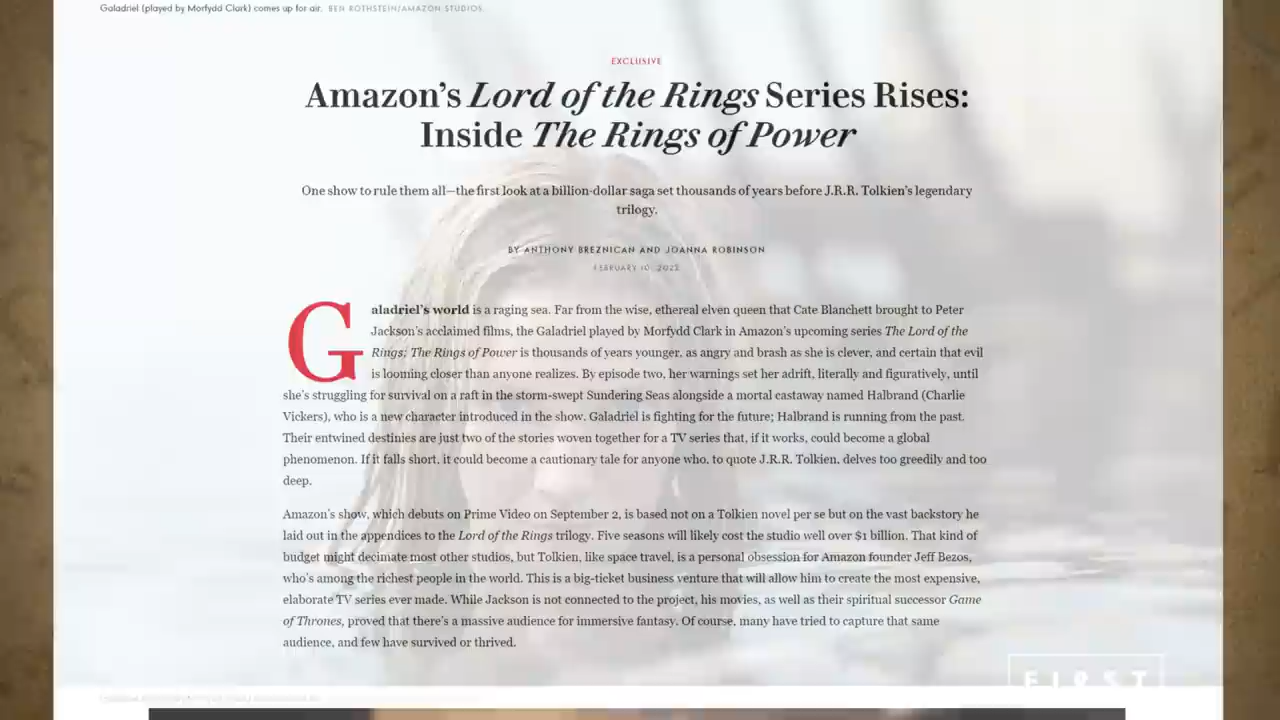 Galadriel (played by Morfydd Clark) comes up for air. BEN ROTHSTEIN/AMAZON STUDIOS.
EXCLUSIVE
Amazon's Lord of the Rings Series Rises:
Inside The Rings of Power
One show to rule them all—the first look at a billion-dollar saga set thousands of years before J.R.R. Tolkien's legendary
trilogy.
BY ANTHONY BREZNICAN AND JOANNA ROBINSON
FEBRUARY 10, 2022
Galadriel's world is a raging sea. Far from the wise, ethereal elven queen that Cate Blanchett brought to Peter
Jackson's acclaimed films, the Galadriel played by Morfydd Clark in Amazon's upcoming series The Lord of the
Rings: The Rings of Power is thousands of years younger, as angry and brash as she is clever, and certain that evil
is looming closer than anyone realizes. By episode two, her warnings set her adrift, literally and figuratively, until
she's struggling for survival on a raft in the storm-swept Sundering Seas alongside a mortal castaway named Halbrand (Charlie
Vickers), who is a new character introduced in the show. Galadriel is fighting for the future; Halbrand is running from the past.
Their entwined destinies are just two of the stories woven together for a TV series that, if it works, could become a global
phenomenon. If it falls short, it could become a cautionary tale for anyone who, to quote J.R.R. Tolkien, delves too greedily and too
deep.
Amazon's show, which debuts on Prime Video on September 2, is based not on a Tolkien novel per se but on the vast backstory he
laid out in the appendices to the Lord of the Rings trilogy. Five seasons will likely cost the studio well over $1 billion. That kind of
budget might decimate most other studios, but Tolkien, like space travel, is a personal obsession for Amazon founder Jeff Bezos,
who's among the richest people in the world. This is a big-ticket business venture that will allow him to create the most expensive,
elaborate TV series ever made. While Jackson is not connected to the project, his movies, as well as their spiritual successor Game
of Thrones, proved that there's a massive audience for immersive fantasy. Of course, many have tried to capture that same
audience, and few have survived or thrived.
FIRST